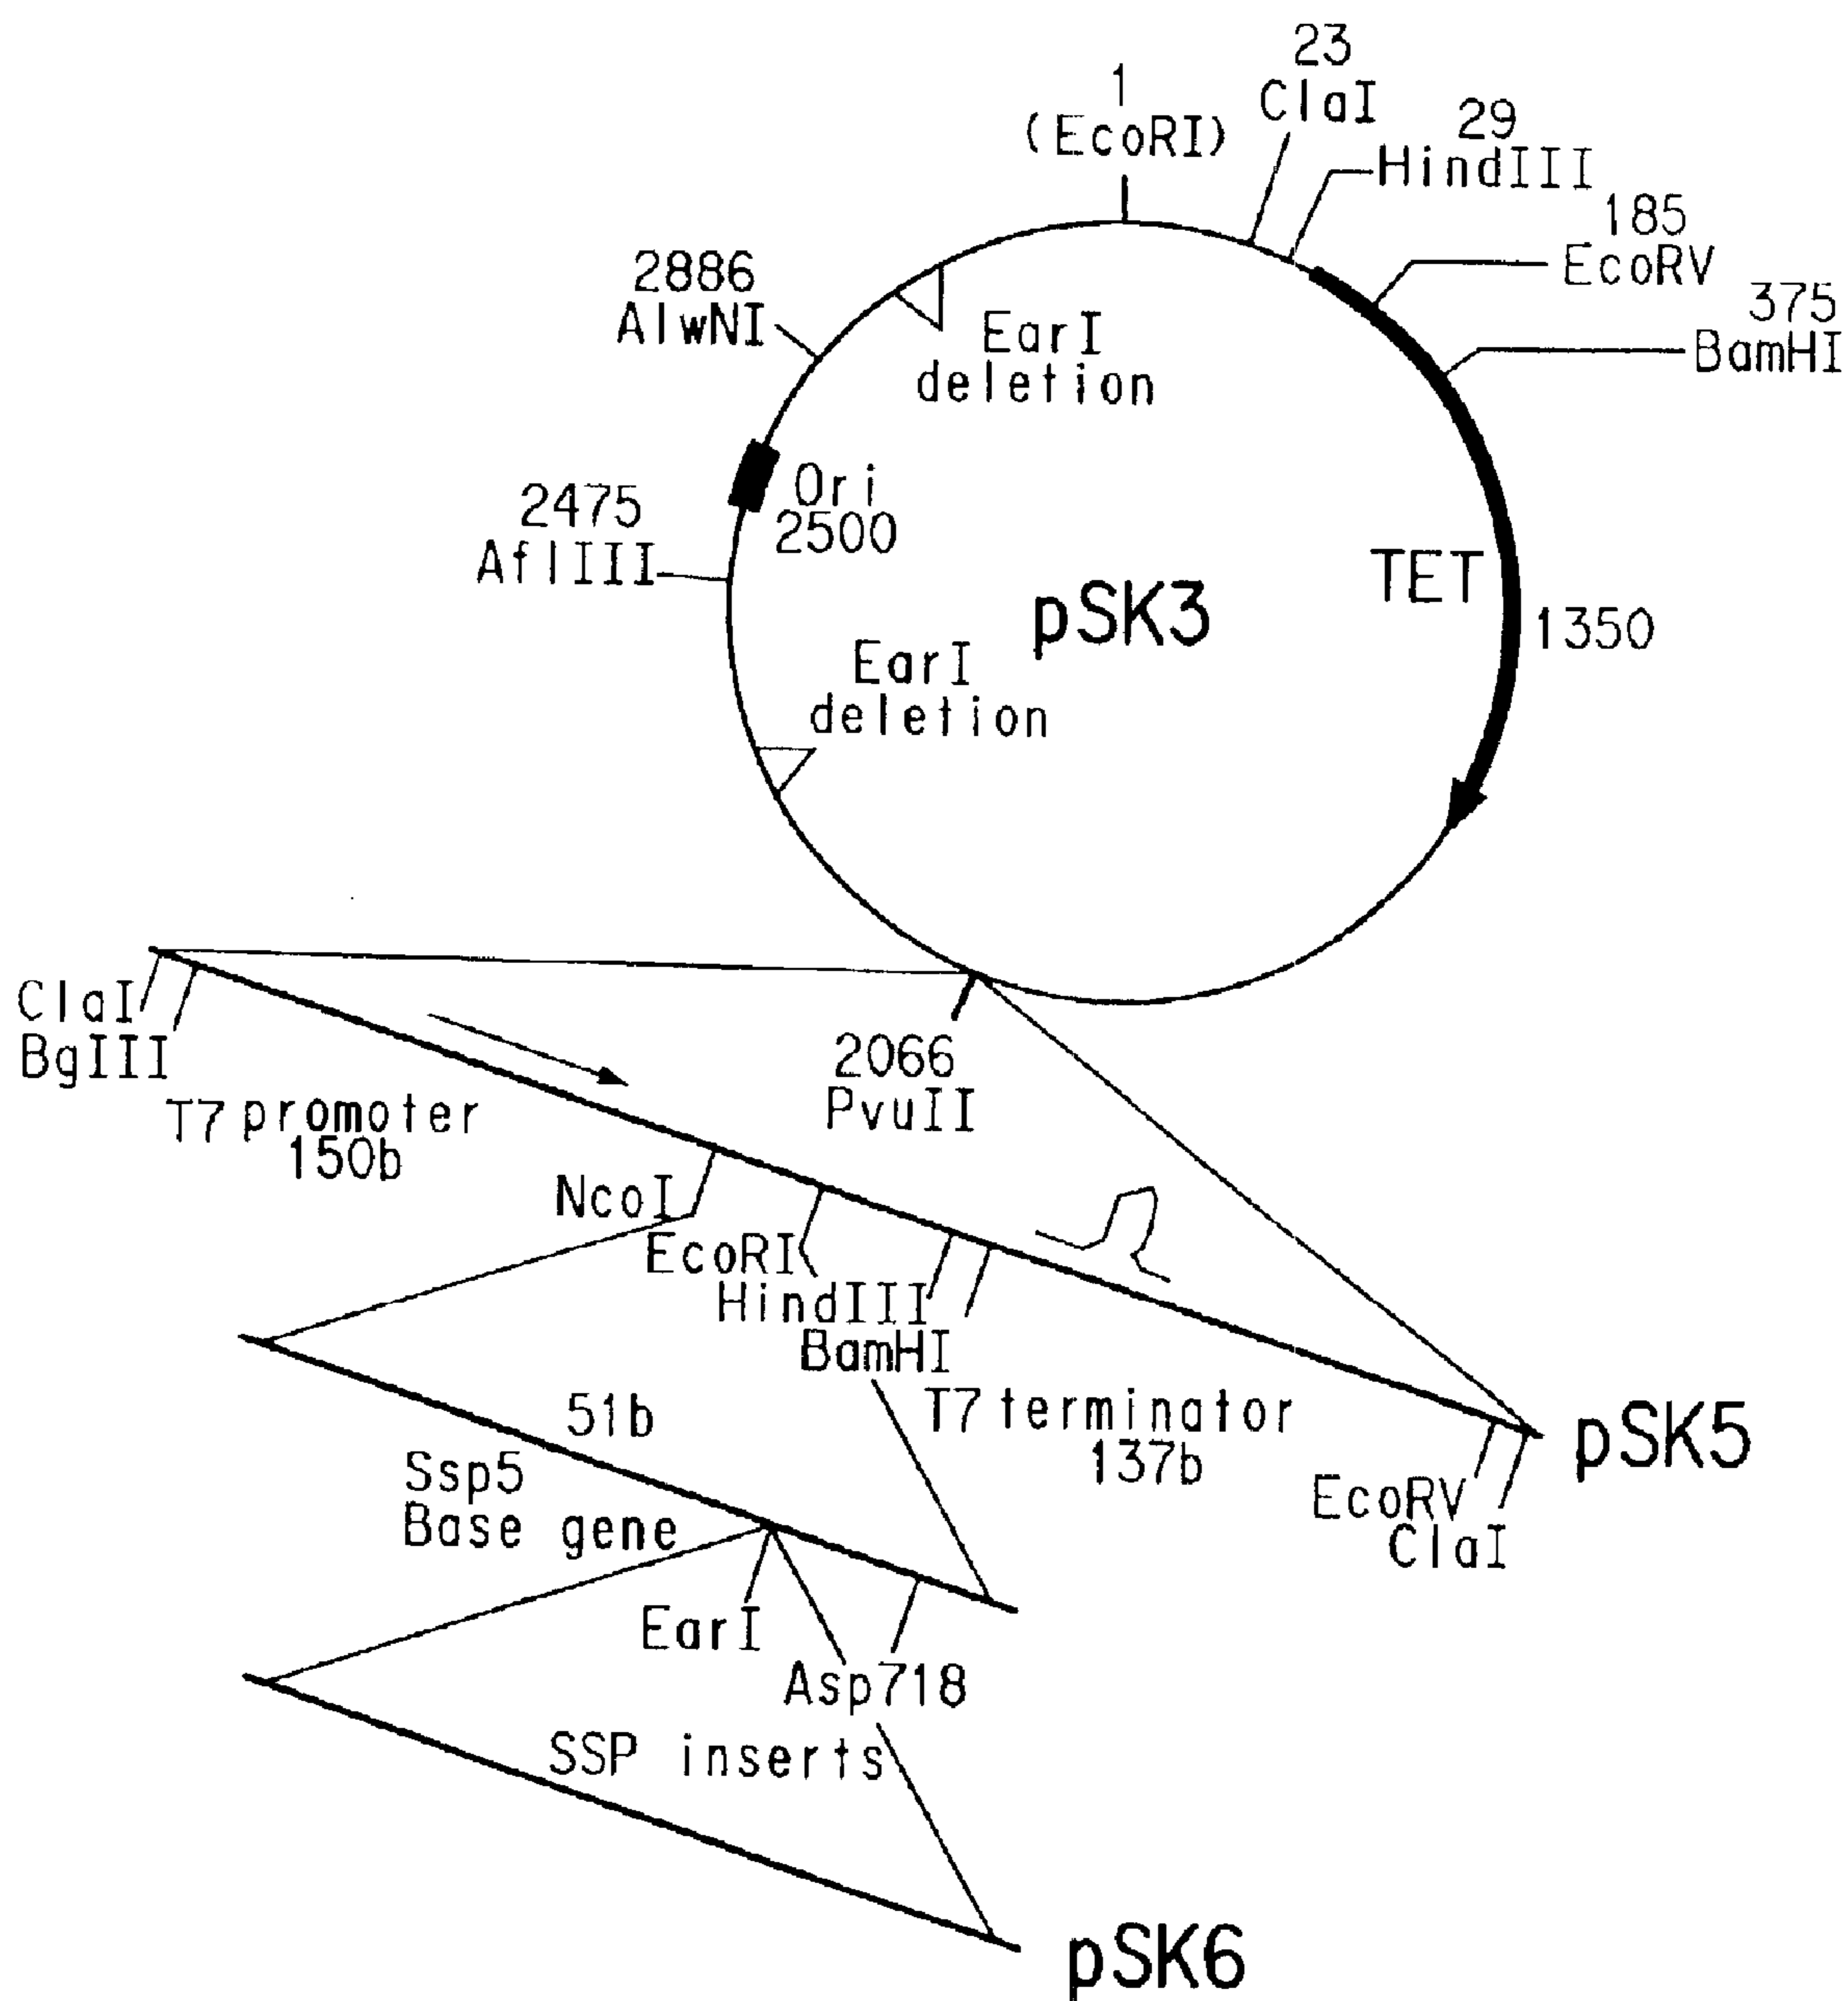 1
(EcoRI)
23
ClaI
29
HindIII
185
EcoRV
375
BamHI
2886
AlwNI
EarI
deletion
Ori
2500
2475
AflIII
TET
1350
pSK3
EarI
deletion
ClaI
BglII
T7 promoter
150b
2066
PvuII
NcoI
EcoRI
HindIII
BamHI
T7 terminator
137b
pSK5
EcoRV
ClaI
51b
Ssp5
Base gene
EarI
Asp718
SSP inserts
pSK6